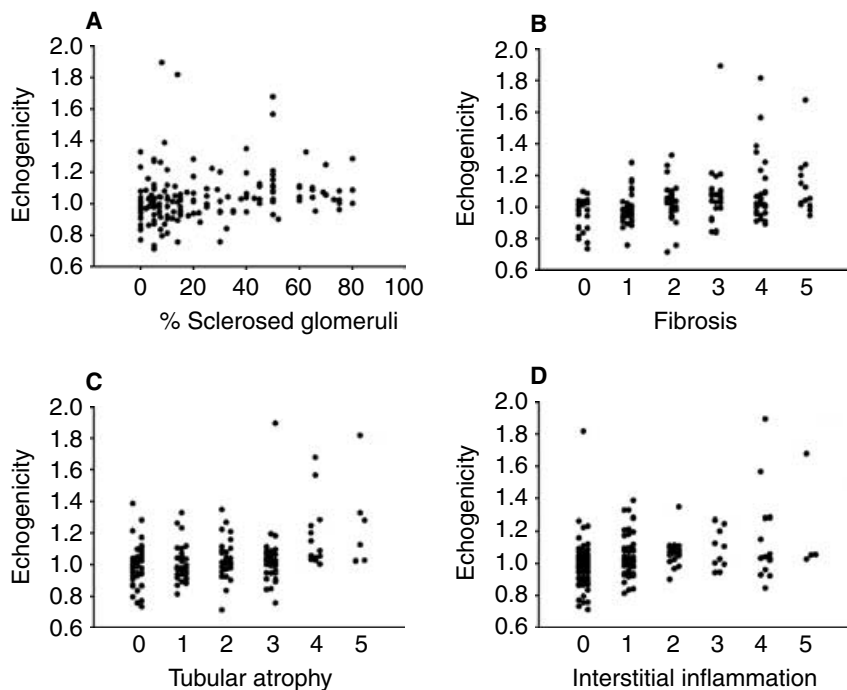 A
Echogenicity
2.0
1.8
1.6
1.4
1.2
1.0
0.8
0.6
0 20 40 60 80 100
% Sclerosed glomeruli
B
Echogenicity
2.0
1.8
1.6
1.4
1.2
1.0
0.8
0.6
0 1 2 3 4 5
Fibrosis
C
Echogenicity
2.0
1.8
1.6
1.4
1.2
1.0
0.8
0.6
0 1 2 3 4 5
Tubular atrophy
D
Echogenicity
2.0
1.8
1.6
1.4
1.2
1.0
0.8
0.6
0 1 2 3 4 5
Interstitial inflammation